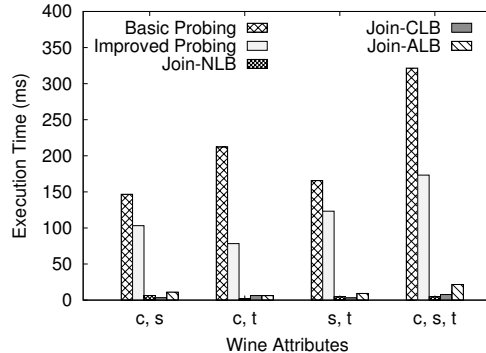 400
350
300
250
200
150
100
50
0
Execution Time (ms)
Basic Probing
Improved Probing
Join-NLB
Join-CLB
Join-ALB
c, s
c, t
s, t
c, s, t
Wine Attributes